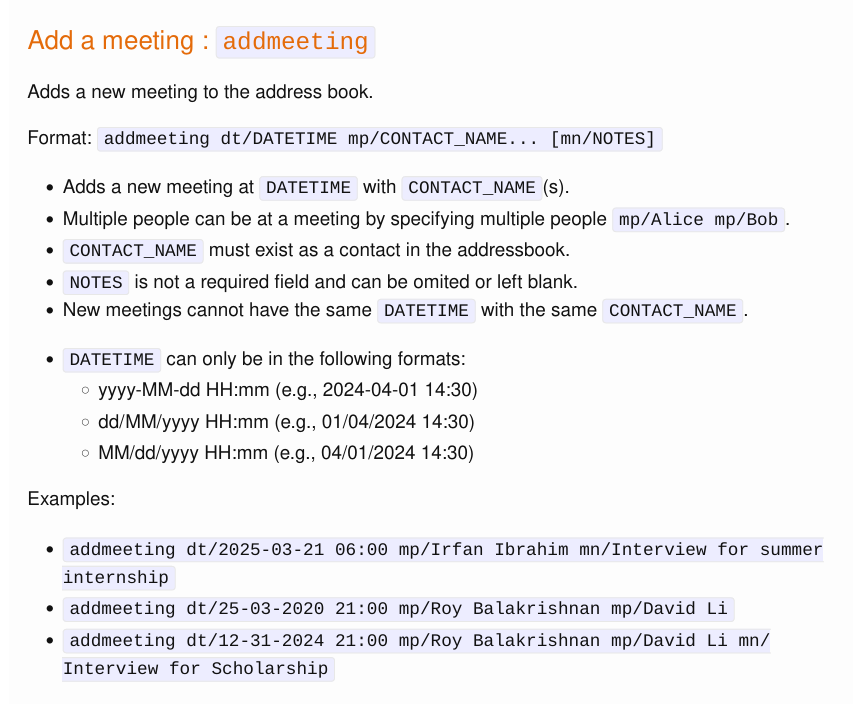 Add a meeting : addmeeting
Adds a new meeting to the address book.
Format: addmeeting dt/DATETIME mp/CONTACT_NAME... [mn/NOTES]
• Adds a new meeting at DATETIME with CONTACT_NAME (s).
• Multiple people can be at a meeting by specifying multiple people mp/Alice mp/Bob .
• CONTACT_NAME must exist as a contact in the addressbook.
• NOTES is not a required field and can be omited or left blank.
• New meetings cannot have the same DATETIME with the same CONTACT_NAME .
• DATETIME can only be in the following formats:
○ yyyy-MM-dd HH:mm (e.g., 2024-04-01 14:30)
○ dd/MM/yyyy HH:mm (e.g., 01/04/2024 14:30)
○ MM/dd/yyyy HH:mm (e.g., 04/01/2024 14:30)
Examples:
• addmeeting dt/2025-03-21 06:00 mp/Irfan Ibrahim mn/Interview for summer
internship
• addmeeting dt/25-03-2020 21:00 mp/Roy Balakrishnan mp/David Li
• addmeeting dt/12-31-2024 21:00 mp/Roy Balakrishnan mp/David Li mn/
Interview for Scholarship